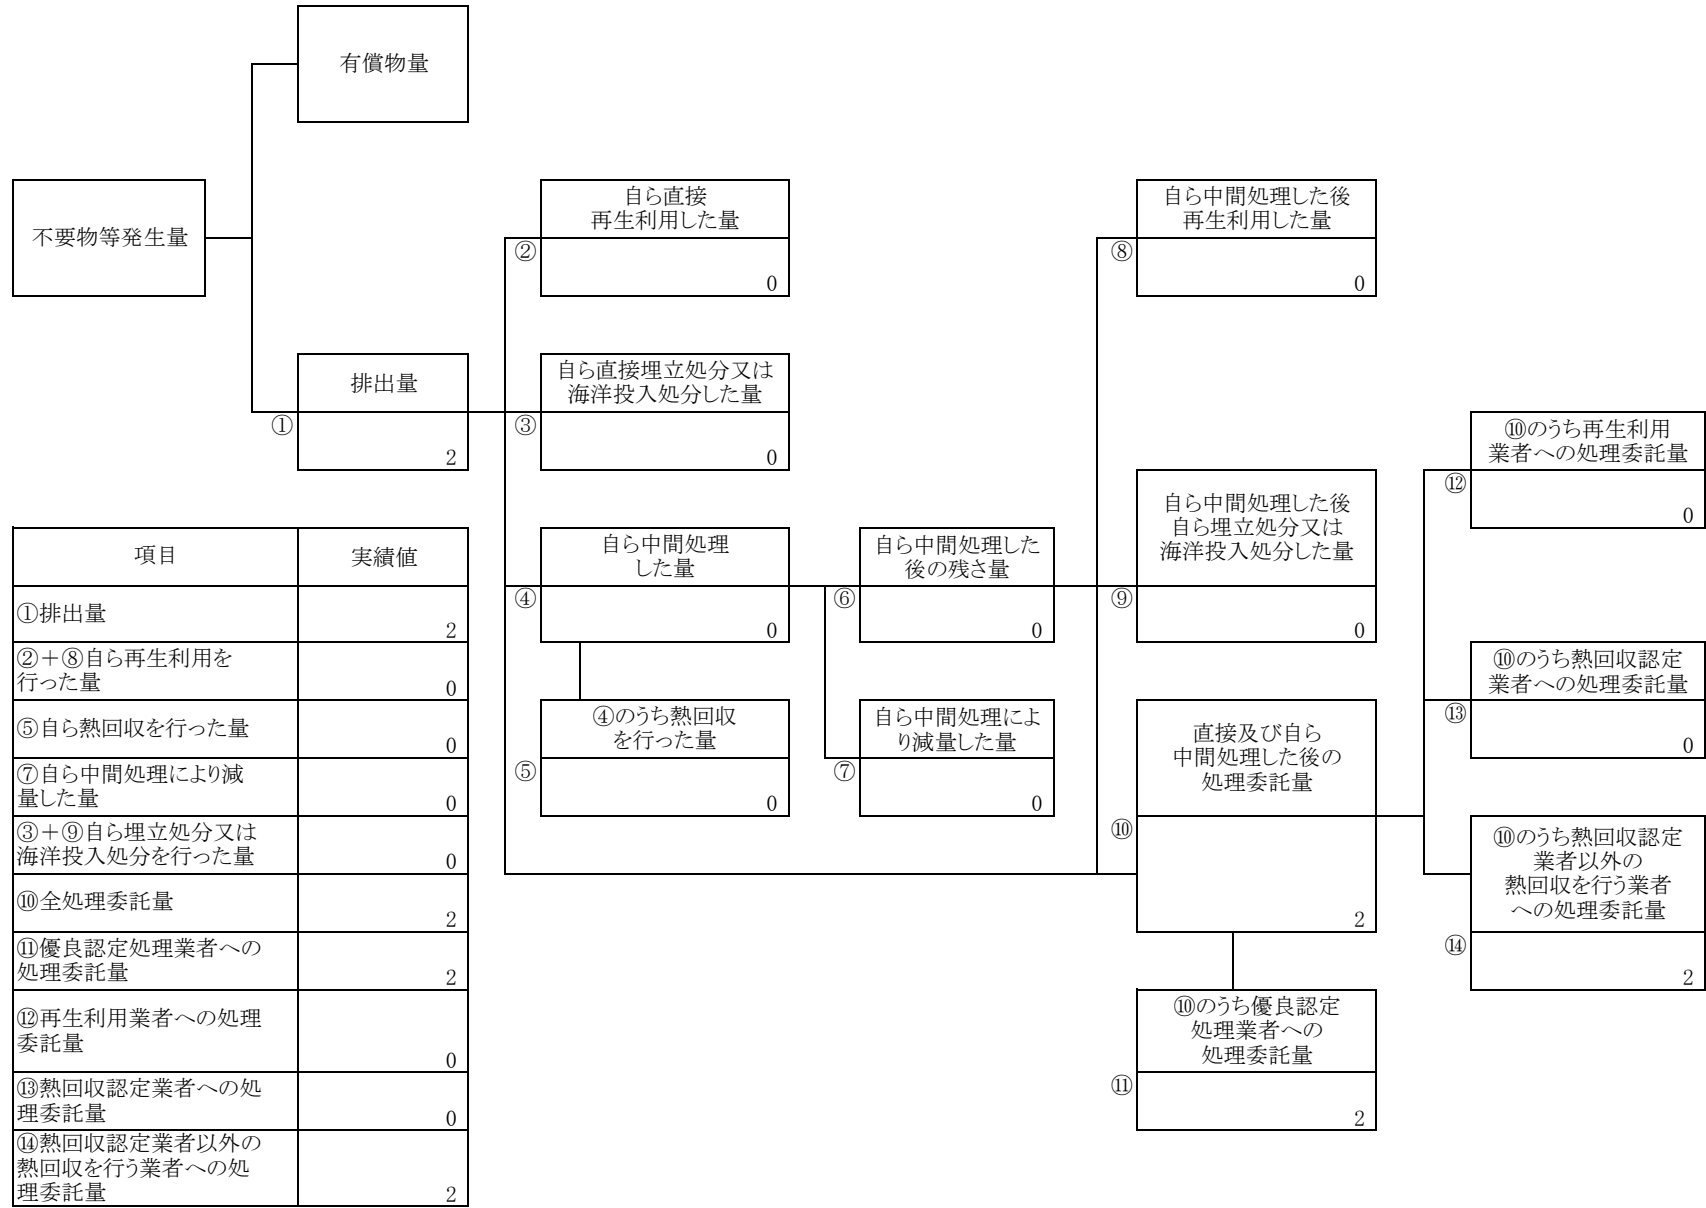 有償物量
不要物等発生量
自ら直接
再生利用した量
②
0
自ら中間処理した後
再生利用した量
⑧
0
排出量
①
2
自ら直接埋立処分又は
海洋投入処分した量
③
0
⑩のうち再生利用
業者への処理委託量
⑫
0
自ら中間処理
した量
④
0
自ら中間処理した
後の残さ量
⑥
0
自ら中間処理した後
自ら埋立処分又は
海洋投入処分した量
⑨
0
⑩のうち熱回収認定
業者への処理委託量
⑬
0
④のうち熱回収
を行った量
⑤
0
自ら中間処理によ
り減量した量
⑦
0
直接及び自ら
中間処理した後の
処理委託量
⑩
2
⑩のうち熱回収認定
業者以外の
熱回収を行う業者
への処理委託量
⑭
2
⑩のうち優良認定
処理業者への
処理委託量
⑪
2
項目 実績値
①排出量
2
②+⑧自ら再生利用を
行った量
0
⑤自ら熱回収を行った量
0
⑦自ら中間処理により減
量した量
0
③+⑨自ら埋立処分又は
海洋投入処分を行った量
0
⑩全処理委託量
2
⑪優良認定処理業者への
処理委託量
2
⑫再生利用業者への処理
委託量
0
⑬熱回収認定業者への処
理委託量
0
⑭熱回収認定業者以外の
熱回収を行う業者への処
理委託量
2